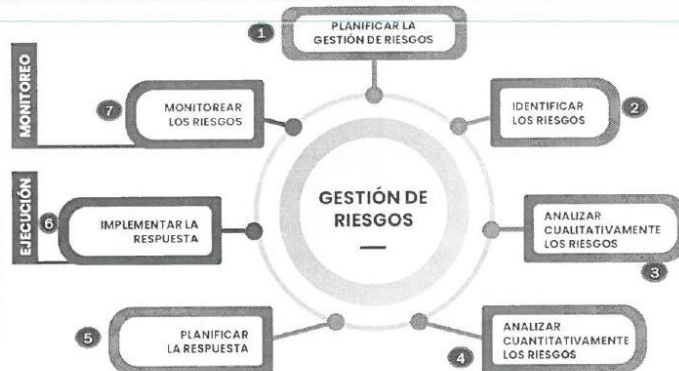 1
PLANIFICAR LA
GESTIÓN DE RIESGOS
2
IDENTIFICAR
LOS RIESGOS
3
ANALIZAR
CUALITATIVAMENTE
LOS RIESGOS
4
ANALIZAR
CUANTITATIVAMENTE
LOS RIESGOS
5
PLANIFICAR
LA RESPUESTA
6
IMPLEMENTAR LA
RESPUESTA
7
MONITOREAR
LOS RIESGOS
MONITOREO
EJECUCIÓN
GESTIÓN DE
RIESGOS